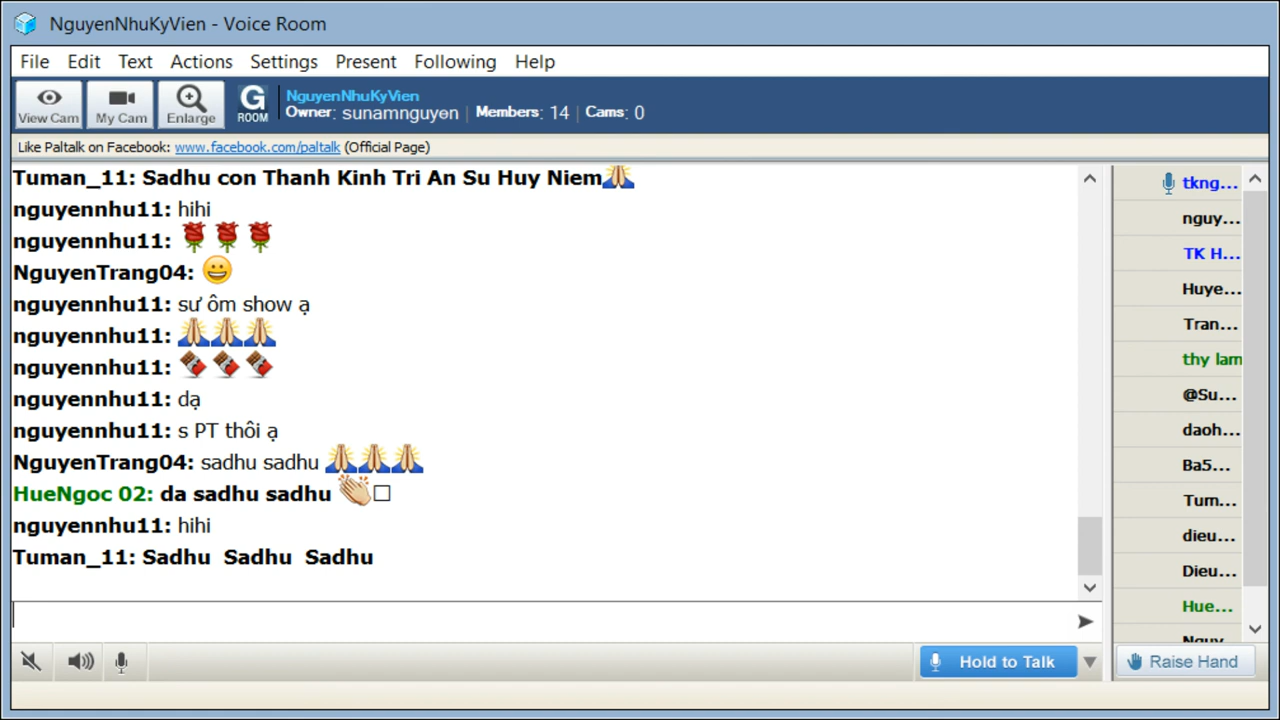 NguyenNhuKyVien - Voice Room
File Edit Text Actions Settings Present Following Help
View Cam My Cam Enlarge G ROOM NguyenNhuKyVien
Owner: sunamnguyen | Members: 14 | Cams: 0
Like Paltalk on Facebook: www.facebook.com/paltalk (Official Page)
Tuman_11: Sadhu con Thanh Kinh Tri An Su Huy Niem🙏
nguyennhu11: hihi
nguyennhu11: 🌹🌹🌹
NguyenTrang04: 😀
nguyennhu11: sư ôm show ạ
nguyennhu11: 🙏🙏🙏
nguyennhu11: 🍫🍫🍫
nguyennhu11: dạ
nguyennhu11: s PT thôi ạ
NguyenTrang04: sadhu sadhu 🙏🙏🙏
HueNgoc 02: da sadhu sadhu 👏□
nguyennhu11: hihi
Tuman_11: Sadhu Sadhu Sadhu
tkng...
nguy...
TK H...
Huye...
Tran...
thy lam
@Su...
daoh...
Ba5...
Tum...
dieu...
Dieu...
Hue...
Hold to Talk
Raise Hand